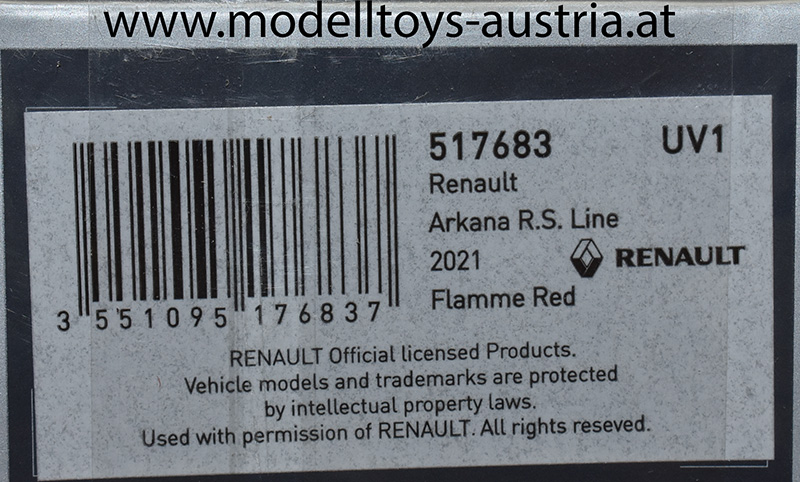 www.modelltoys-austria.at
517683 UV1
Renault
Arkana R.S. Line
2021 RENAULT
Flamme Red
3 551095 176837
RENAULT Official licensed Products.
Vehicle models and trademarks are protected
by intellectual property laws.
Used with permission of RENAULT. All rights reseved.